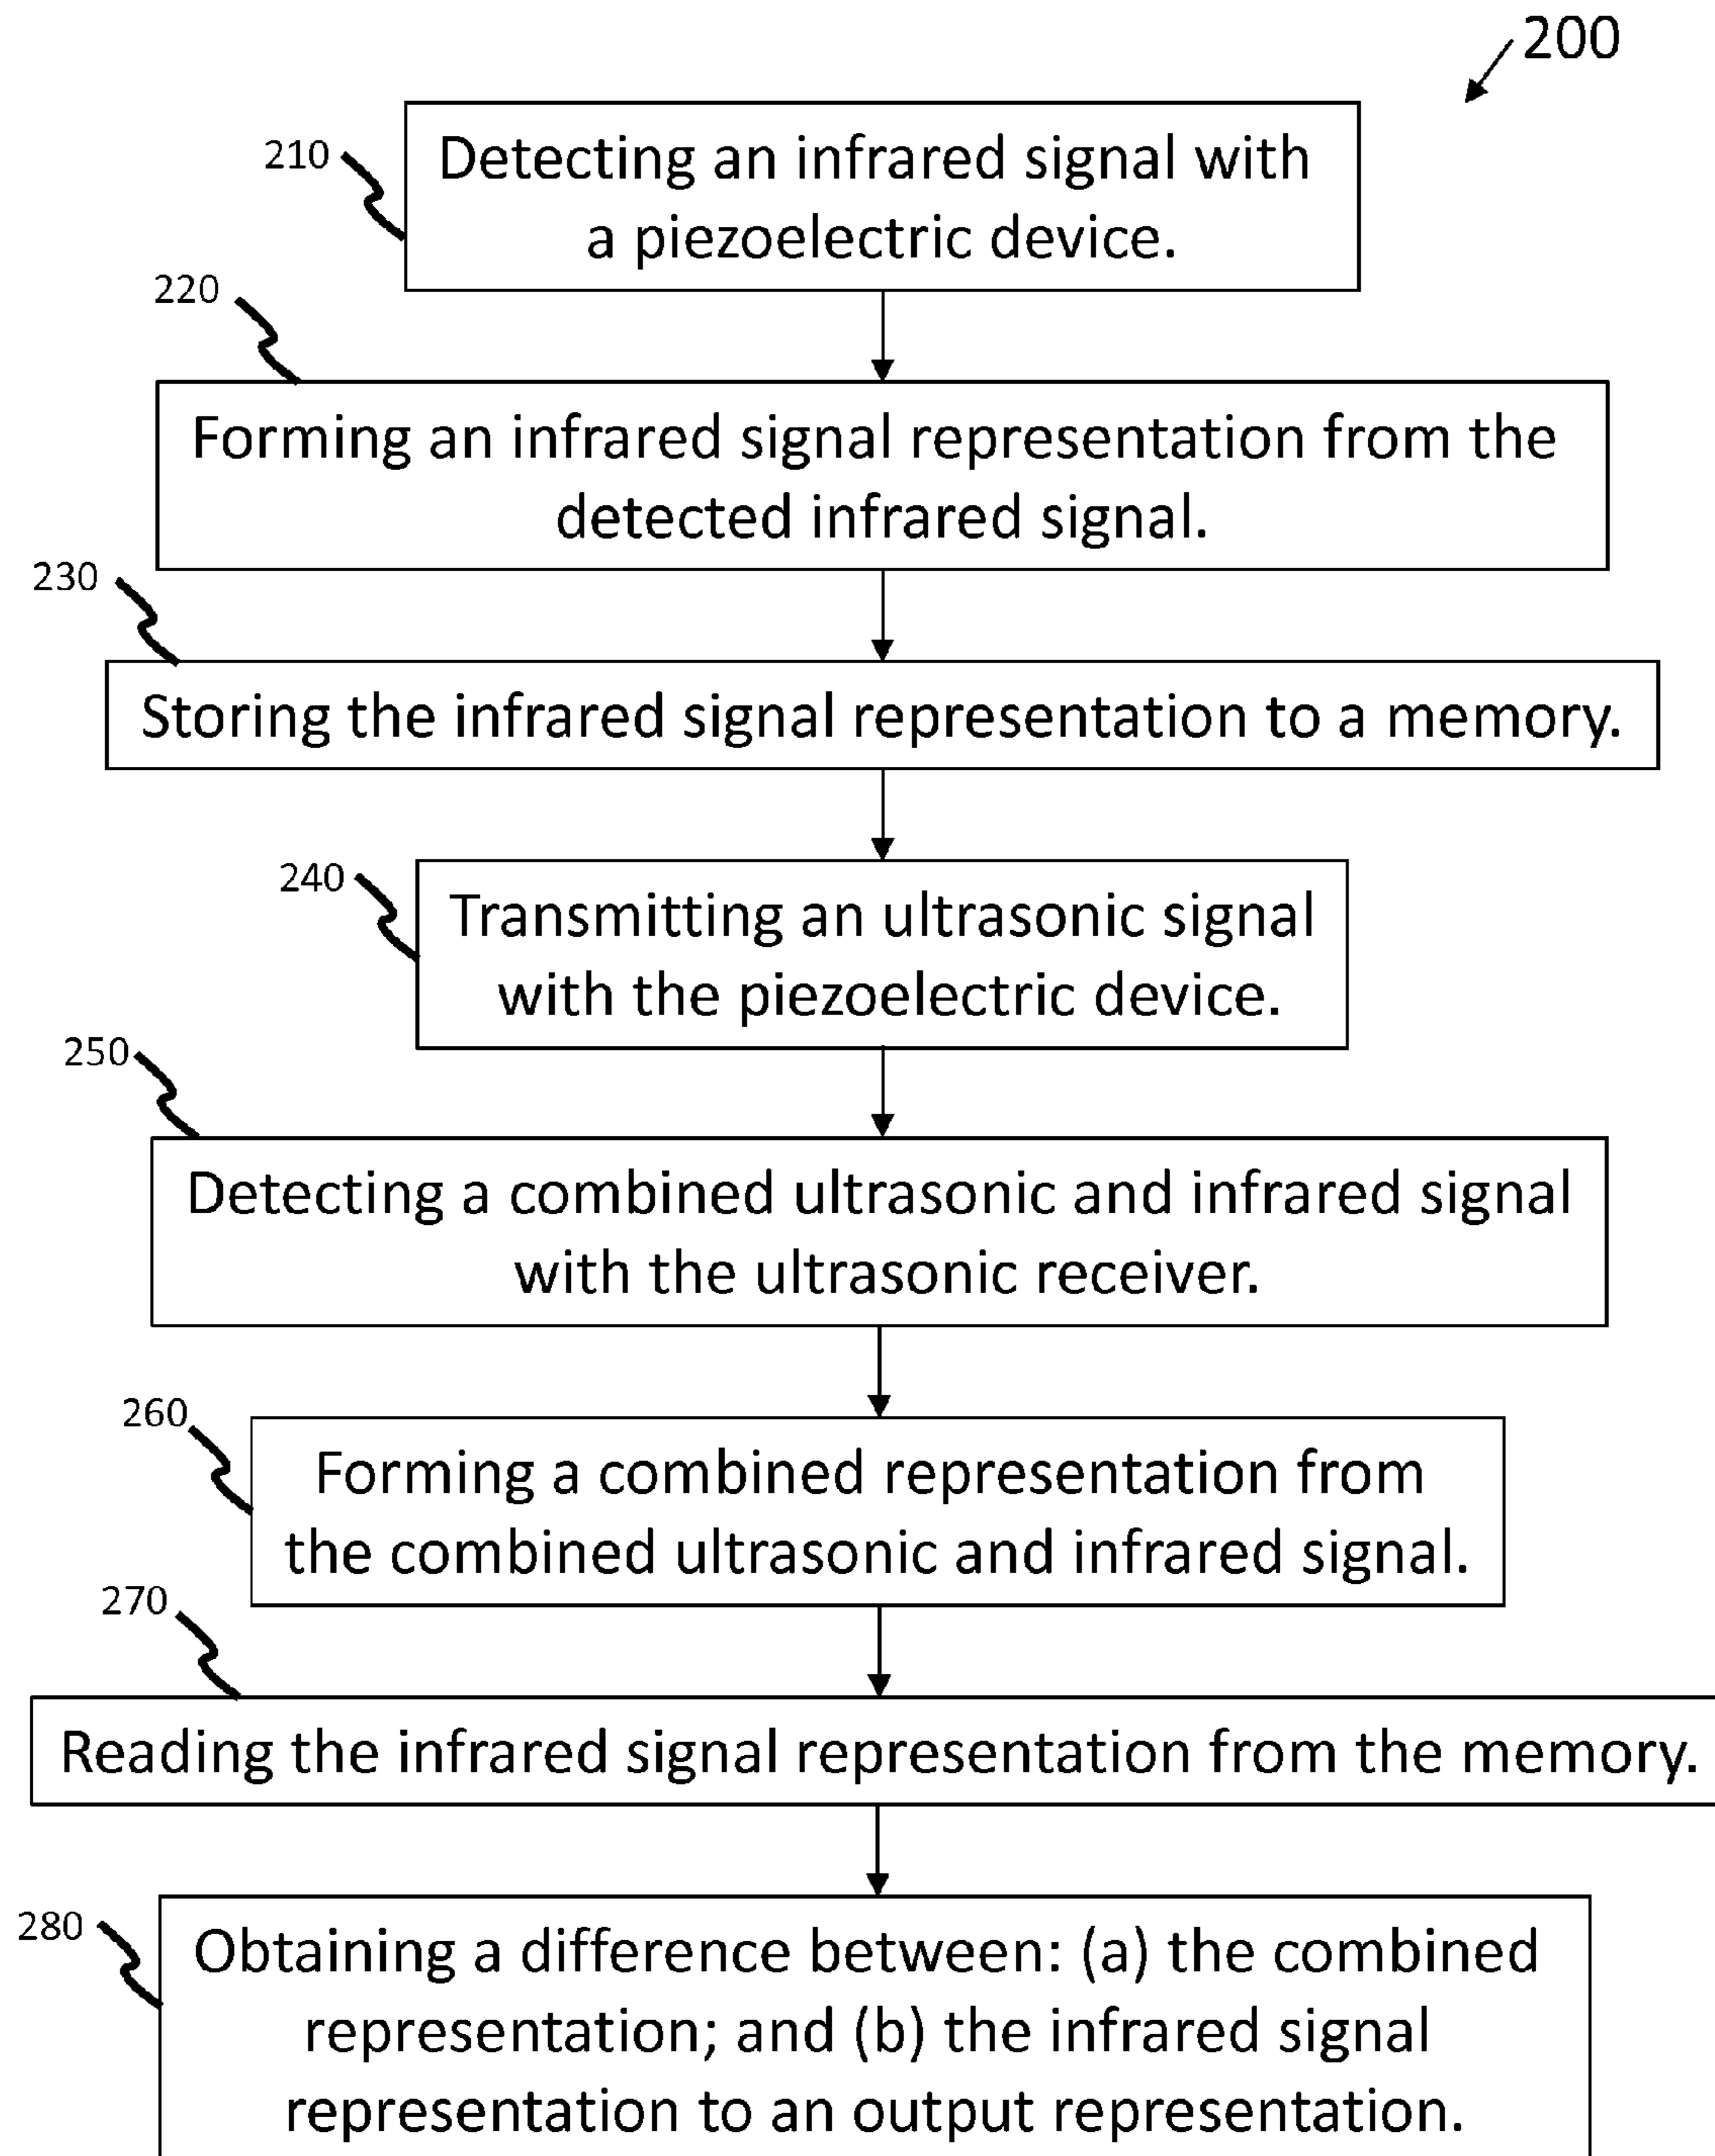 200
210
Detecting an infrared signal with
a piezoelectric device.
220
Forming an infrared signal representation from the
detected infrared signal.
230
Storing the infrared signal representation to a memory.
240
Transmitting an ultrasonic signal
with the piezoelectric device.
250
Detecting a combined ultrasonic and infrared signal
with the ultrasonic receiver.
260
Forming a combined representation from
the combined ultrasonic and infrared signal.
270
Reading the infrared signal representation from the memory.
280
Obtaining a difference between: (a) the combined
representation; and (b) the infrared signal
representation to an output representation.